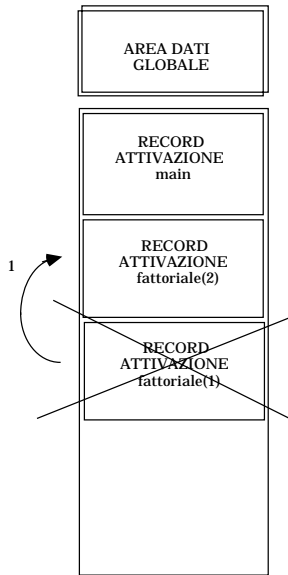 AREA DATI
GLOBALE
RECORD
ATTIVAZIONE
main
RECORD
ATTIVAZIONE
fattoriale(2)
1
RECORD
ATTIVAZIONE
fattoriale(1)